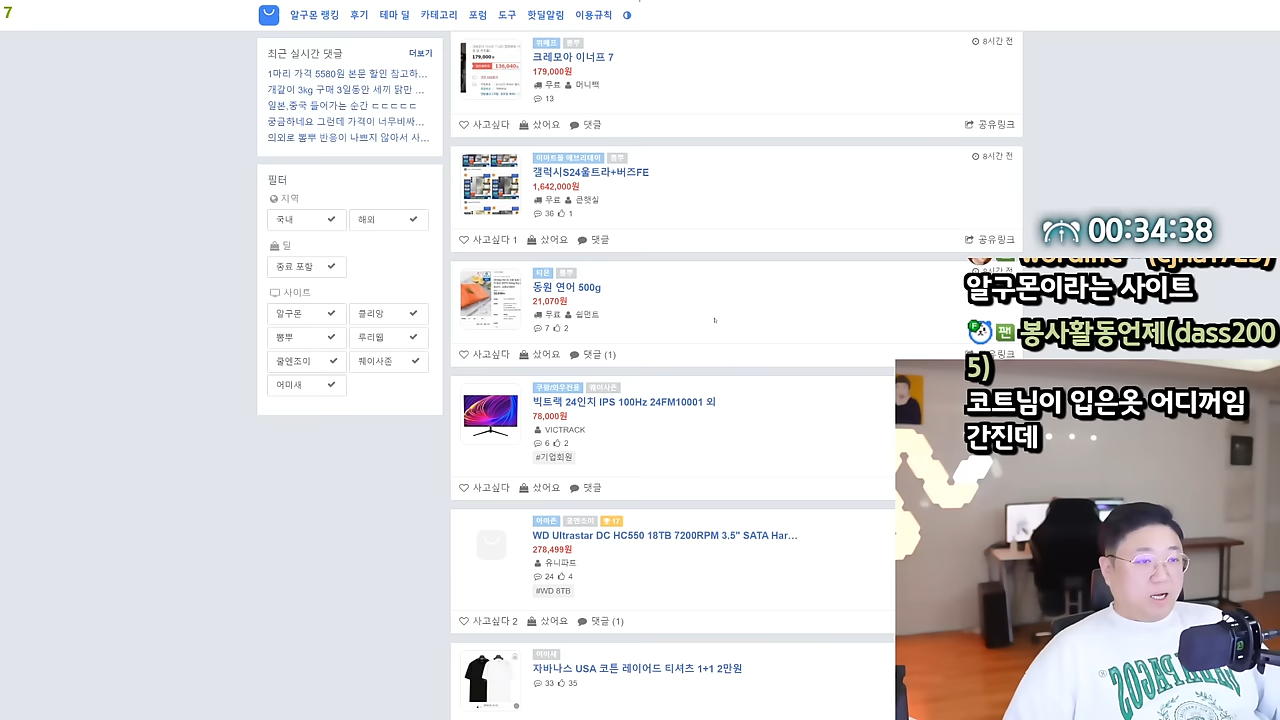 7
알구몬 랭킹 후기 테마 딜 카테고리 포럼 도구 핫딜알림 이용규칙
최근 실시간 댓글 더보기
1마리 가격 5580원 본문 할인 참고하...
개꿀쥐 3kg 구매 3일동안 세끼 닭만 ...
일본,중국 들어가는 순간 ㄷㄷㄷㄷㄷ
궁금하네요 그런데 가격이 너무비싸...
의외로 뽐뿌 반응이 나쁘지 않아서 사...
필터
지역
국내 해외
딜
종료 포함
사이트
클리앙
루리웹
퀘이사존
어미새
위메프 뽐뿌
크레모아 이너프 7
179,000원
무료 머니백
13
사고싶다 샀어요 댓글
8시간 전
공유링크
이마트몰 에브리데이 뽐뿌
갤럭시S24울트라+버즈FE
1,642,000원
무료 큰햇실
36 1
사고싶다 1 샀어요 댓글
8시간 전
공유링크
티몬 뽐뿌
동원 연어 500g
21,070원
무료 쉴먼트
7 2
사고싶다 샀어요 댓글 (1)
쿠팡/와우전용 퀘이사존
빅트랙 24인치 IPS 100Hz 24FM10001 외
78,000원
VICTRACK
6 2
#기업회원
사고싶다 샀어요 댓글
아마존 쿨엔조이 17
WD Ultrastar DC HC550 18TB 7200RPM 3.5" SATA Har...
278,499원
유니파트
24 4
#WD 8TB
사고싶다 2 샀어요 댓글 (1)
어미새
자바나스 USA 코튼 레이어드 티셔츠 1+1 2만원
33 35
00:34:38
알구몬이라는 사이트
팬 봉사활동언제(dass200
5)
코트님이 입은옷 어디꺼임
간진데